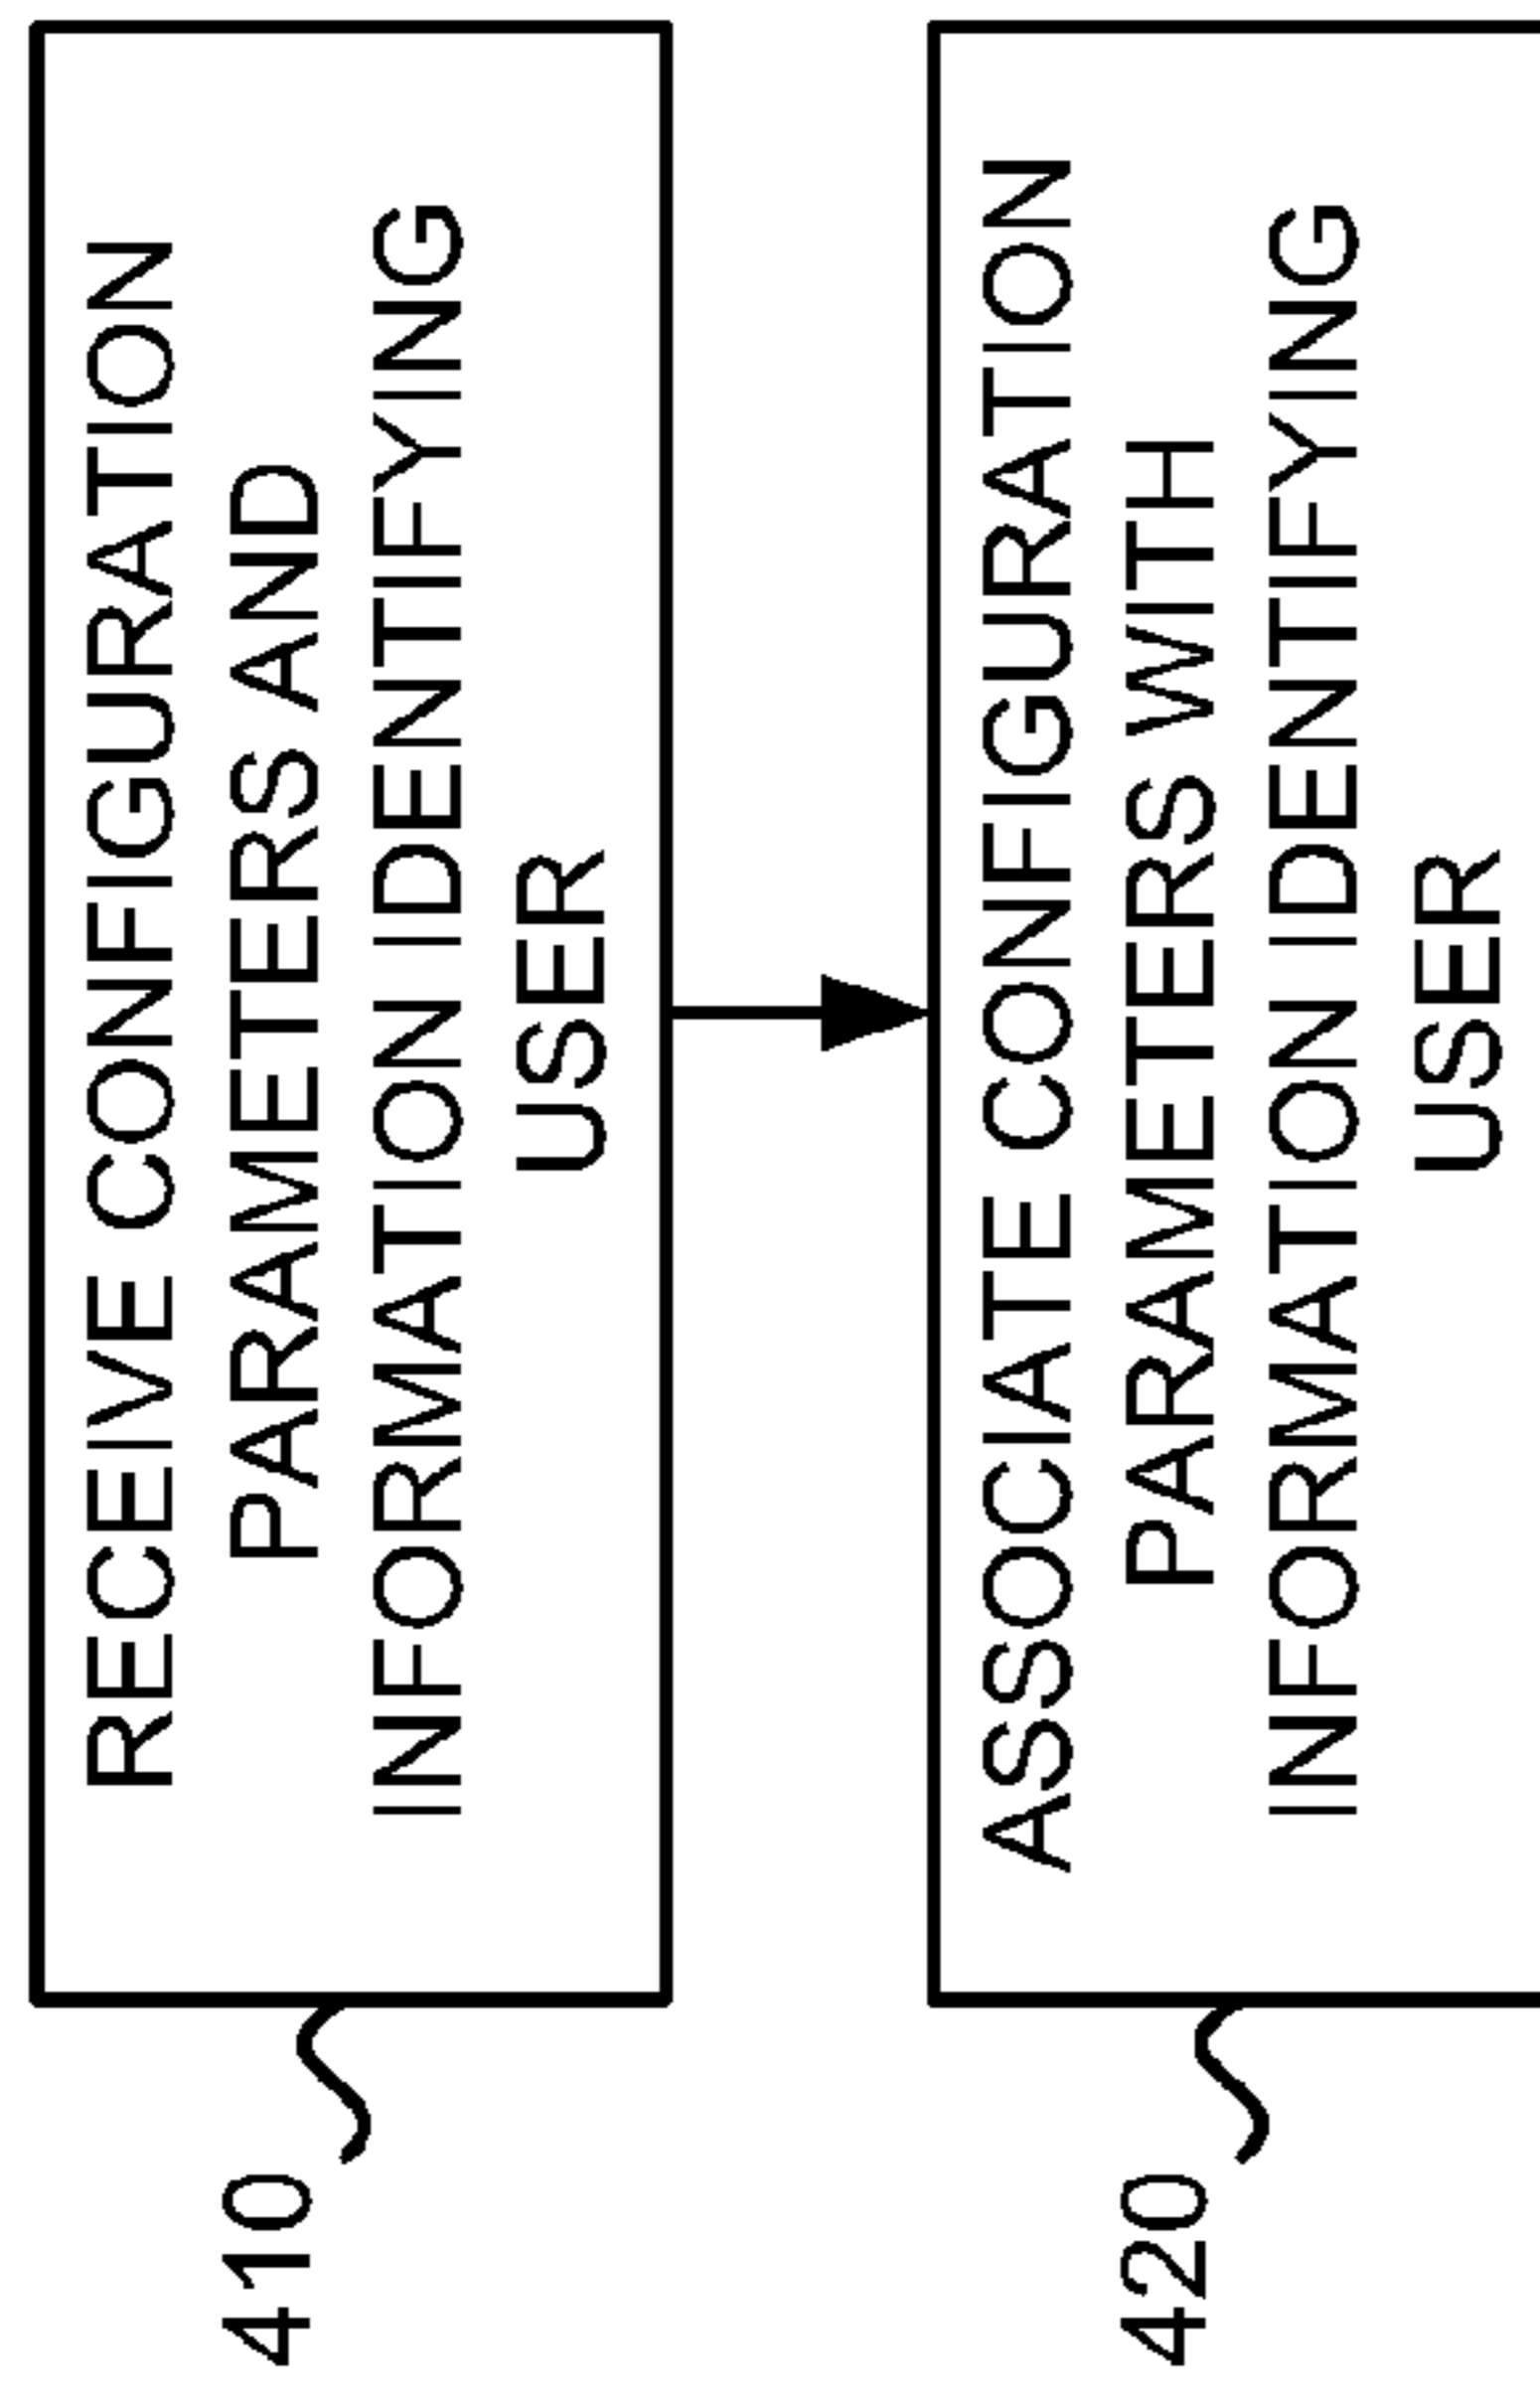 RECEIVE CONFIGURATION
PARAMETERS AND
INFORMATION IDENTIFYING
USER
410
ASSOCIATE CONFIGURATION
PARAMETERS WITH
INFORMATION IDENTIFYING
USER
420